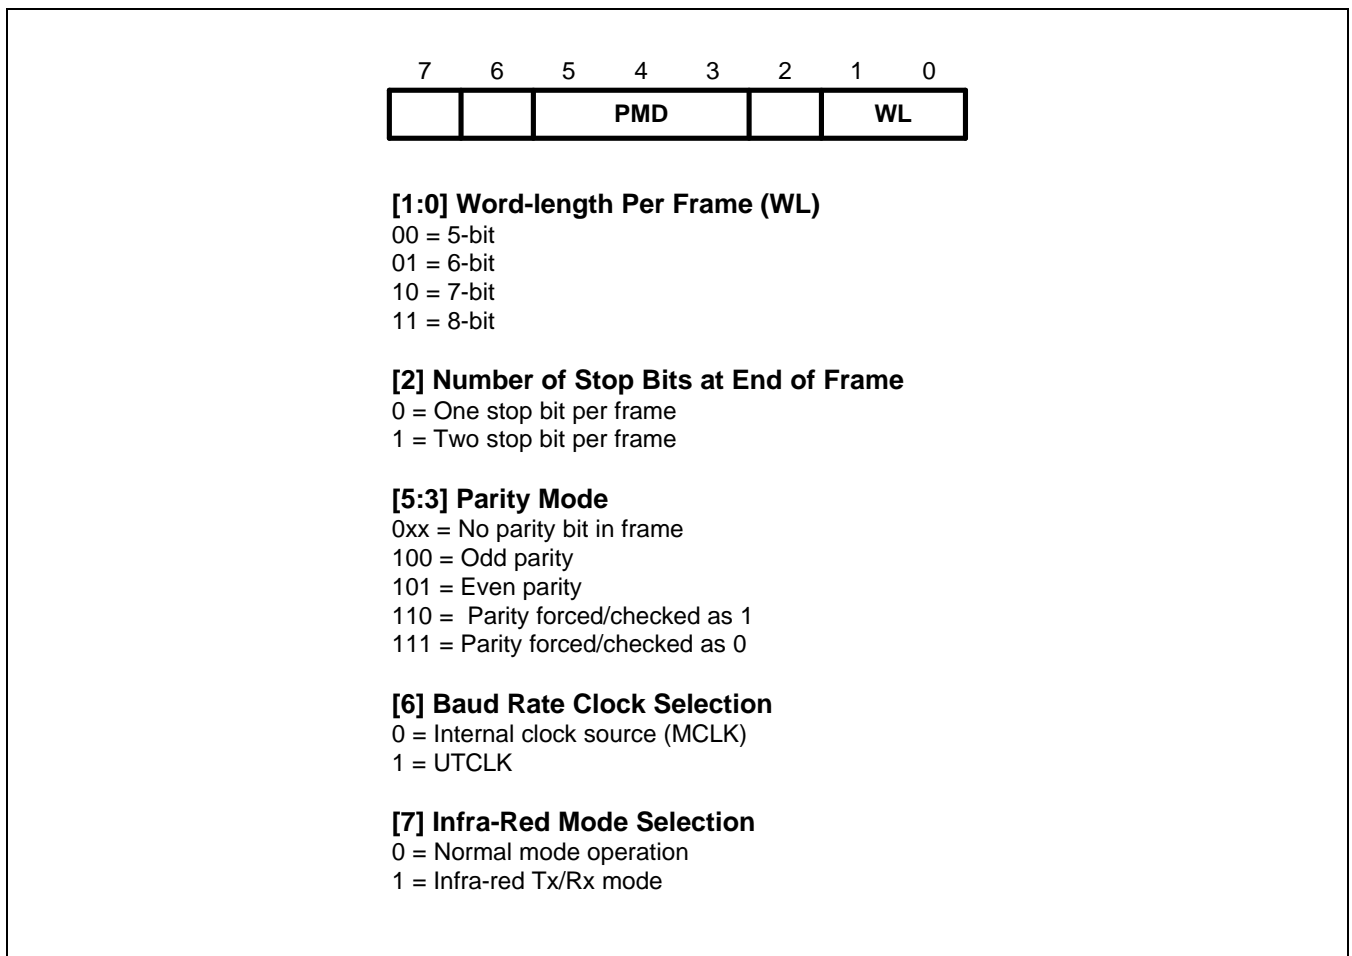 7 6 5 4 3 2 1 0
PMD WL
[1:0] Word-length Per Frame (WL)
00 = 5-bit
01 = 6-bit
10 = 7-bit
11 = 8-bit
[2] Number of Stop Bits at End of Frame
0 = One stop bit per frame
1 = Two stop bit per frame
[5:3] Parity Mode
0xx = No parity bit in frame
100 = Odd parity
101 = Even parity
110 =  Parity forced/checked as 1
111 = Parity forced/checked as 0
[6] Baud Rate Clock Selection
0 = Internal clock source (MCLK)
1 = UTCLK
[7] Infra-Red Mode Selection
0 = Normal mode operation
1 = Infra-red Tx/Rx mode